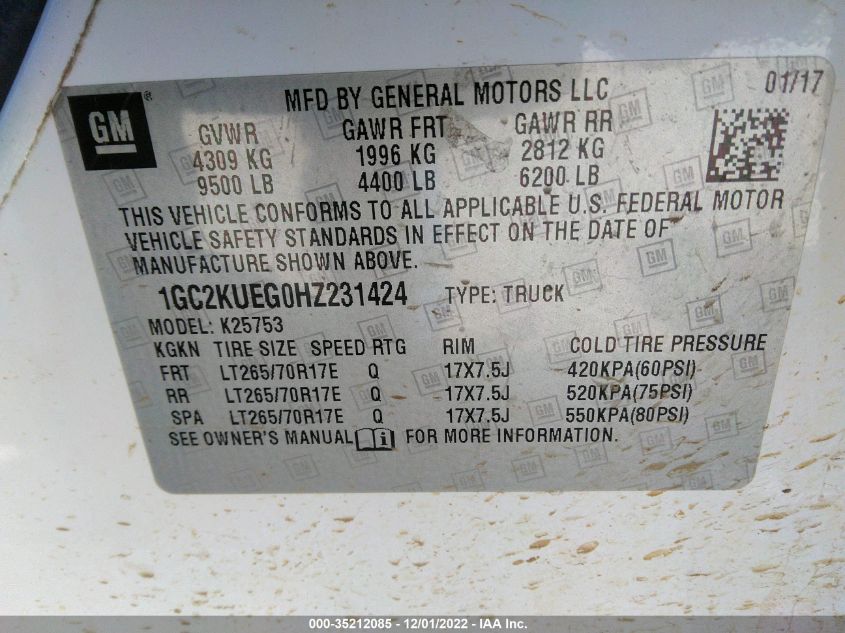 GM ®
MFD BY GENERAL MOTORS LLC
01/17
GVWR GAWR FRT GAWR RR
4309 KG 1996 KG 2812 KG
9500 LB 4400 LB 6200 LB
THIS VEHICLE CONFORMS TO ALL APPLICABLE U.S. FEDERAL MOTOR
VEHICLE SAFETY STANDARDS IN EFFECT ON THE DATE OF
MANUFACTURE SHOWN ABOVE.
1GC2KUEG0HZ231424 TYPE: TRUCK
MODEL: K25753
KGKN TIRE SIZE SPEED RTG RIM COLD TIRE PRESSURE
FRT LT265/70R17E Q 17X7.5J 420KPA(60PSI)
RR LT265/70R17E Q 17X7.5J 520KPA(75PSI)
SPA LT265/70R17E Q 17X7.5J 550KPA(80PSI)
SEE OWNER'S MANUAL i FOR MORE INFORMATION.
000-35212085 - 12/01/2022 - IAA Inc.